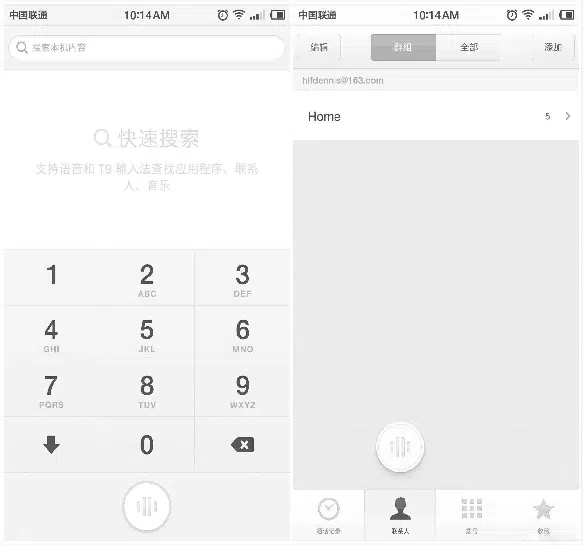 中国联通 10:14AM
搜索本机内容
快速搜索
支持语音和 T9 输入法查找应用程序、联系
人、音乐
1 2 3
ABC DEF
4 5 6
GHI JKL MNO
7 8 9
PQRS TUV WXYZ
0
中国联通 10:14AM
编辑 群组 全部 添加
hifdennis@163.com
Home 5
通话记录 联系人 拨号 收藏